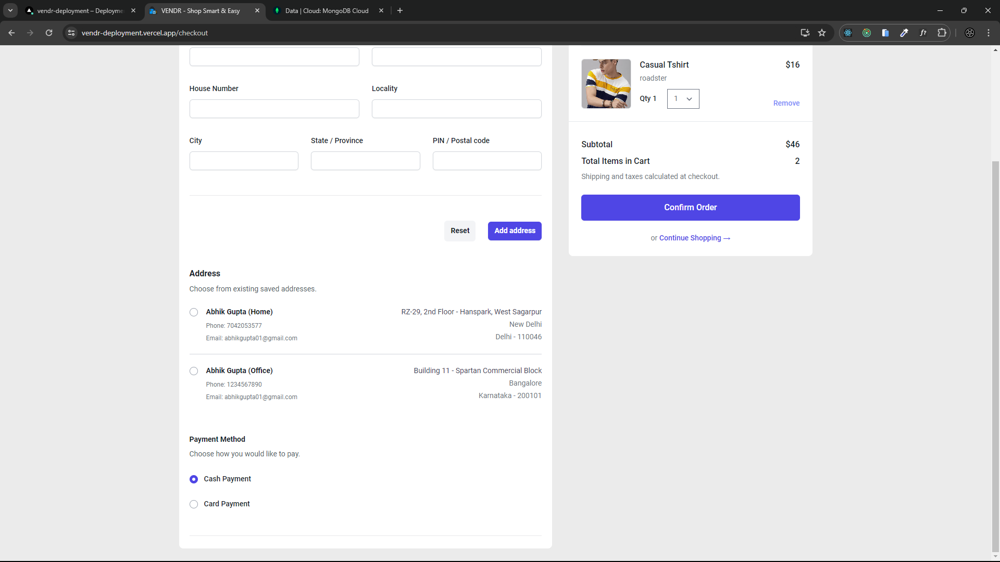 vendr-deployment – Deployme
VENDR - Shop Smart & Easy
Data | Cloud: MongoDB Cloud
vendr-deployment.vercel.app/checkout
f?
House Number
Locality
City
State / Province
PIN / Postal code
Reset
Add address
Address
Choose from existing saved addresses.
Abhik Gupta (Home)
Phone: 7042053577
Email: abhikgupta01@gmail.com
RZ-29, 2nd Floor - Hanspark, West Sagarpur
New Delhi
Delhi - 110046
Abhik Gupta (Office)
Phone: 1234567890
Email: abhikgupta01@gmail.com
Building 11 - Spartan Commercial Block
Bangalore
Karnataka - 200101
Payment Method
Choose how you would like to pay.
Cash Payment
Card Payment
Casual Tshirt
$16
roadster
Qty 1
1
Remove
Subtotal
$46
Total Items in Cart
2
Shipping and taxes calculated at checkout.
Confirm Order
or Continue Shopping →